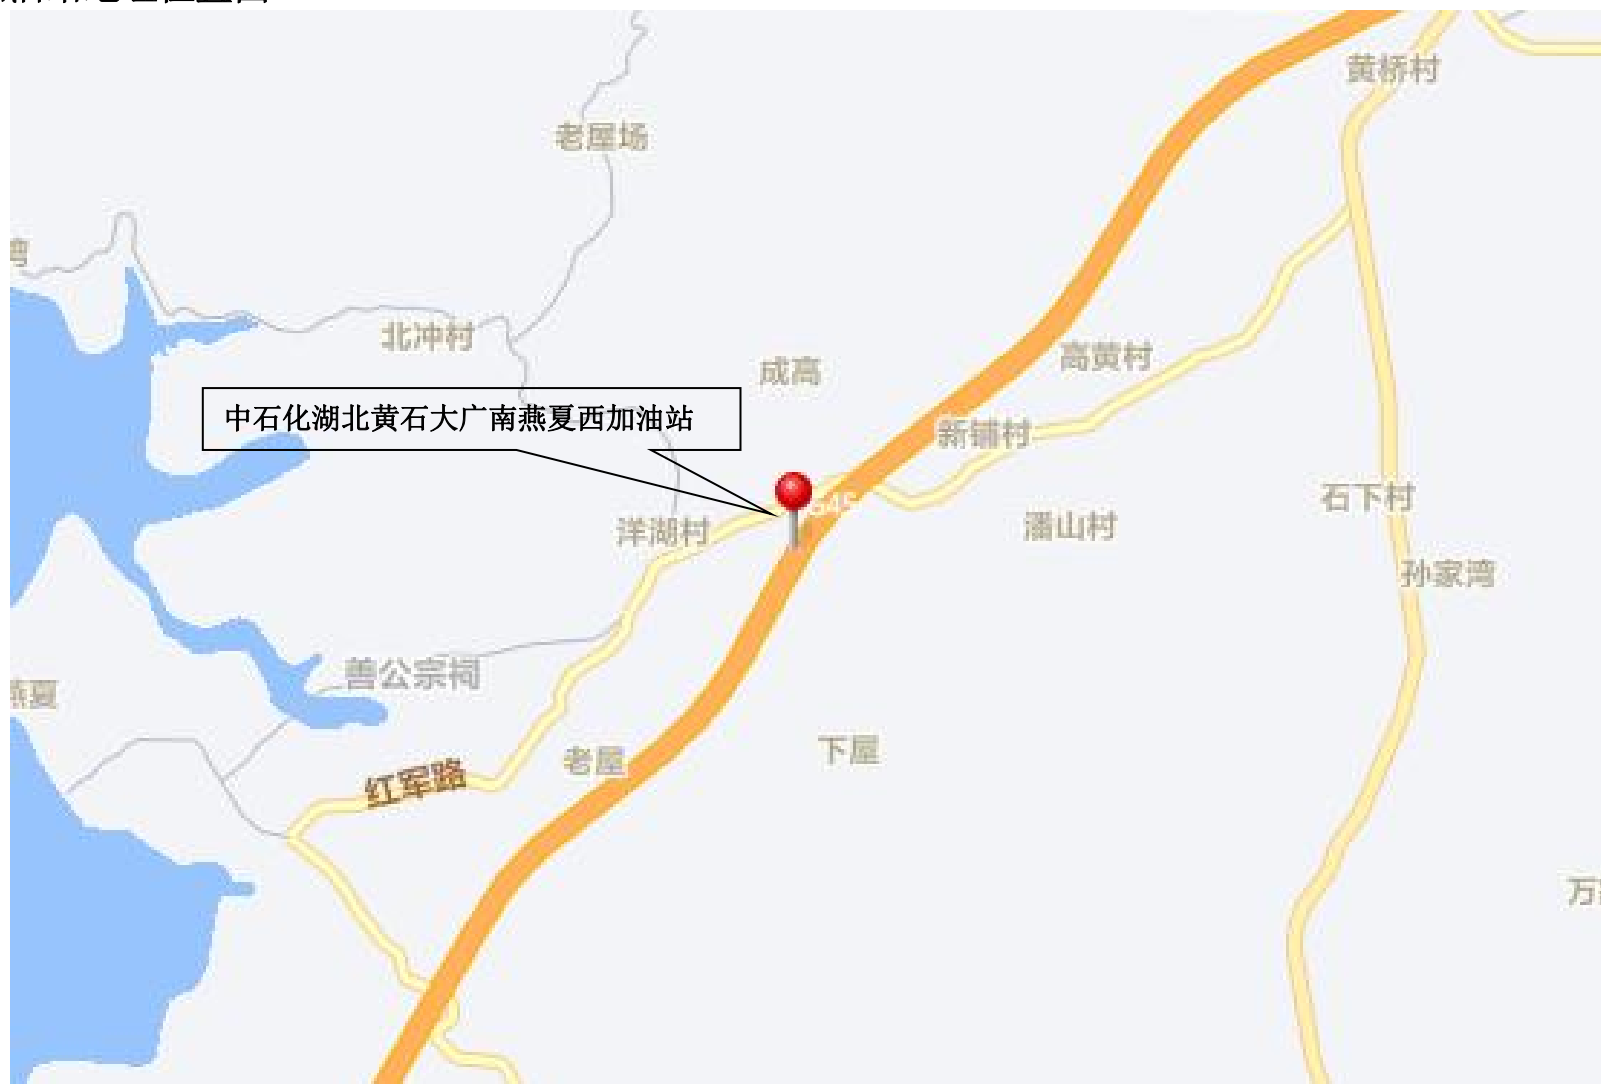 黄桥村
老屋场
湾
北冲村
高黄村
成高
中石化湖北黄石大广南燕夏西加油站
新铺村
石下村
洋湖村
潘山村
孙家湾
善公宗祠
燕夏
下屋
老屋
红军路
万